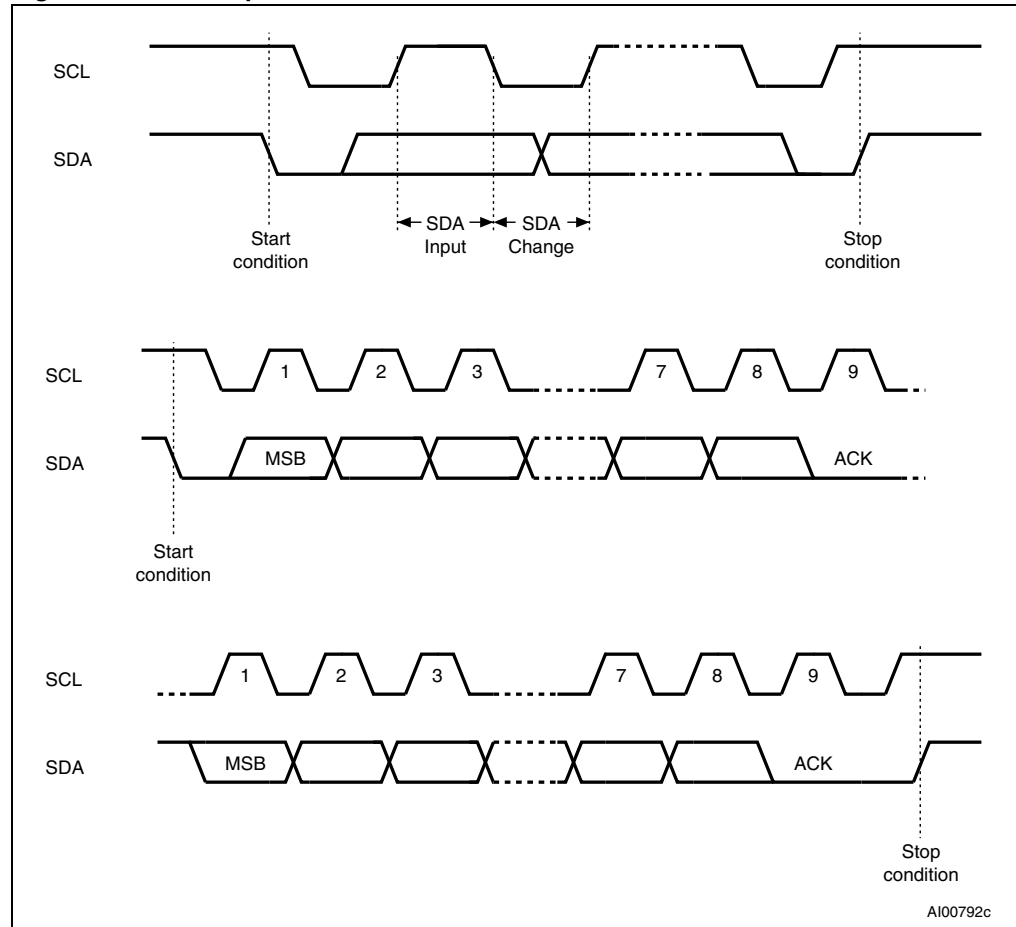 SCL
SDA
SDA
Input
SDA
Change
Start
condition
Stop
condition
SCL
1
2
3
7
8
9
SDA
MSB
ACK
Start
condition
SCL
1
2
3
7
8
9
SDA
MSB
ACK
Stop
condition
AI00792c